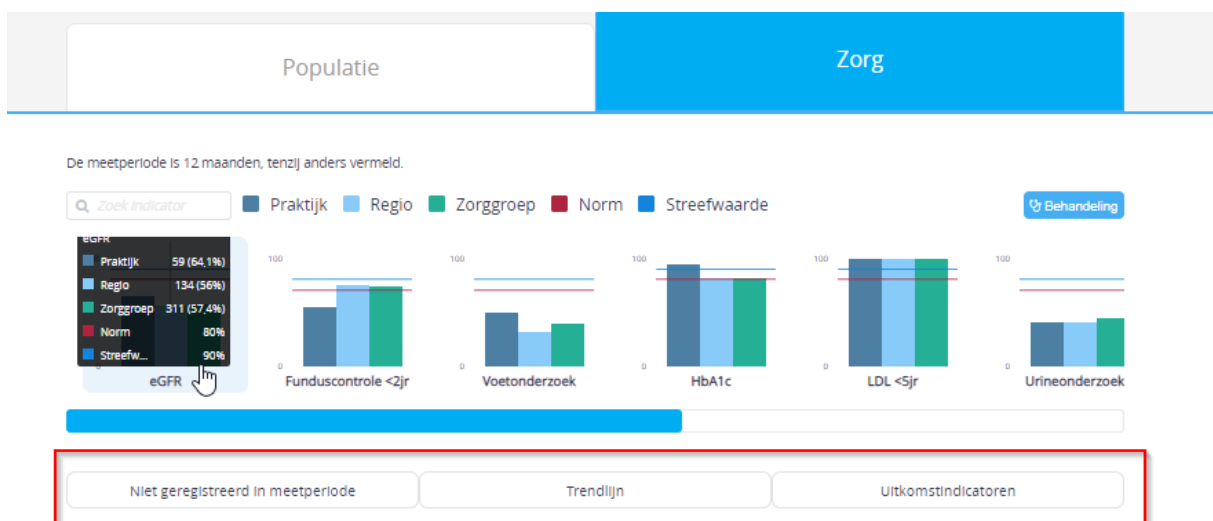 Populatie
Zorg
De meetperiode is 12 maanden, tenzij anders vermeld.
Zoek indicator
Praktijk Regio Zorggroep Norm Streefwaarde
Behandeling
eGFR
Praktijk 59 (64,1%)
Regio 134 (56%)
Zorggroep 311 (57,4%)
Norm 80%
Streefw... 90%
100 100 100 100 100
0 0 0 0 0 0
eGFR Funduscontrole <2jr Voetonderzoek HbA1c LDL <5jr Urineonderzoek
Niet geregistreerd in meetperiode Trendlijn Uitkomstindicatoren